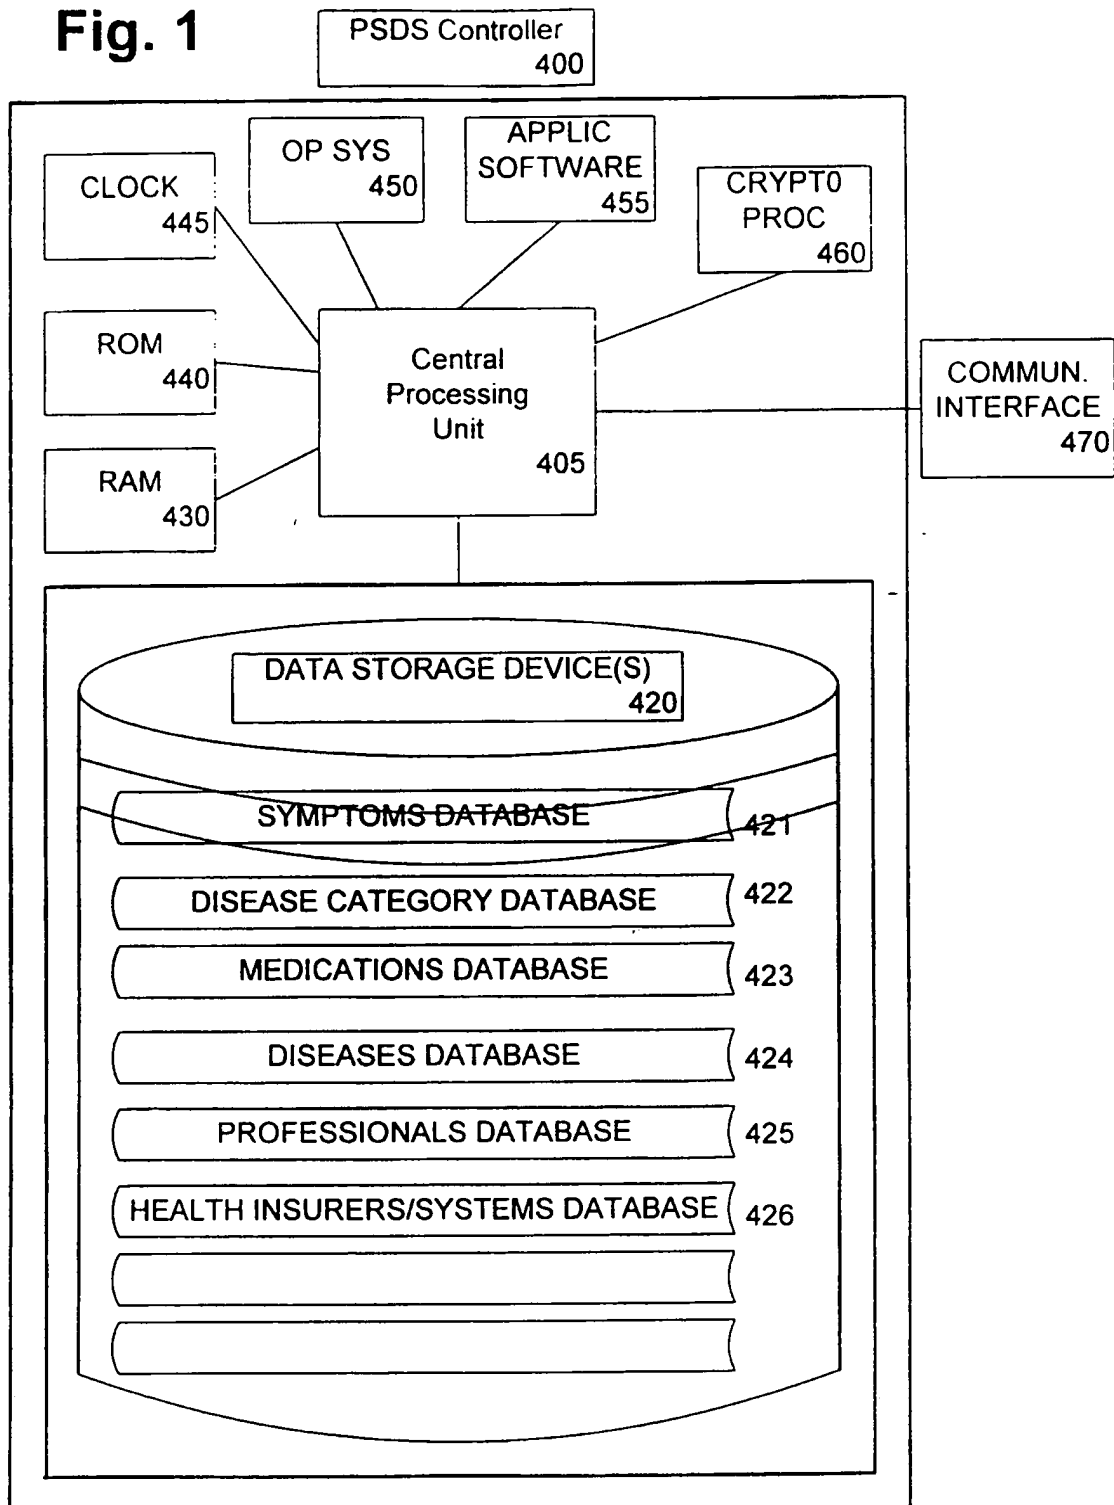 Fig. 1
PSDS Controller
400
CLOCK
445
OP SYS
450
APPLIC
SOFTWARE
455
CRYPT0
PROC
460
ROM
440
Central
Processing
Unit
405
COMMUN.
INTERFACE
470
RAM
430
DATA STORAGE DEVICE(S)
420
SYMPTOMS DATABASE
421
DISEASE CATEGORY DATABASE
422
MEDICATIONS DATABASE
423
DISEASES DATABASE
424
PROFESSIONALS DATABASE
425
HEALTH INSURERS/SYSTEMS DATABASE
426